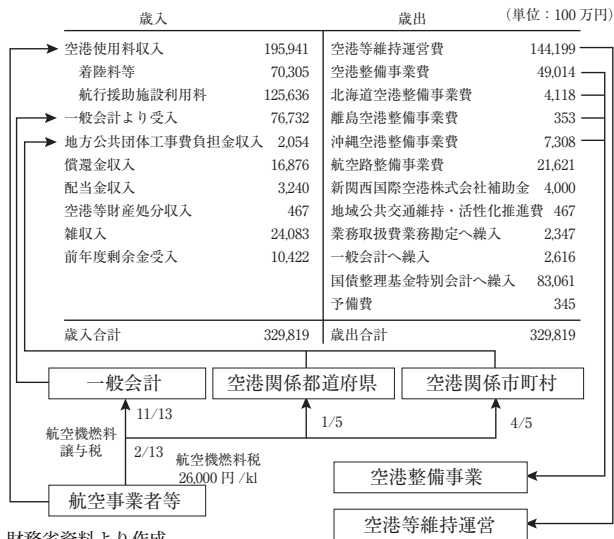 歳入 歳出 (単位：100 万円)
空港使用料収入 195,941 空港等維持運営費 144,199
着陸料等 70,305 空港整備事業費 49,014
航行援助施設利用料 125,636 北海道空港整備事業費 4,118
一般会計より受入 76,732 離島空港整備事業費 353
地方公共団体工事費負担金収入 2,054 沖縄空港整備事業費 7,308
償還金収入 16,876 航空路整備事業費 21,621
配当金収入 3,240 新関西国際空港株式会社補助金 4,000
空港等財産処分収入 467 地域公共交通維持・活性化推進費 467
雑収入 24,083 業務取扱費業務勘定へ繰入 2,347
前年度剰余金受入 10,422 一般会計へ繰入 2,616
国債整理基金特別会計へ繰入 83,061
予備費 345
歳入合計 329,819 歳出合計 329,819
一般会計 空港関係都道府県 空港関係市町村
11/13 1/5 4/5
航空機燃料
譲与税
2/13
航空機燃料税
26,000 円 /kl
空港整備事業
航空事業者等
空港等維持運営
財務省資料より作成